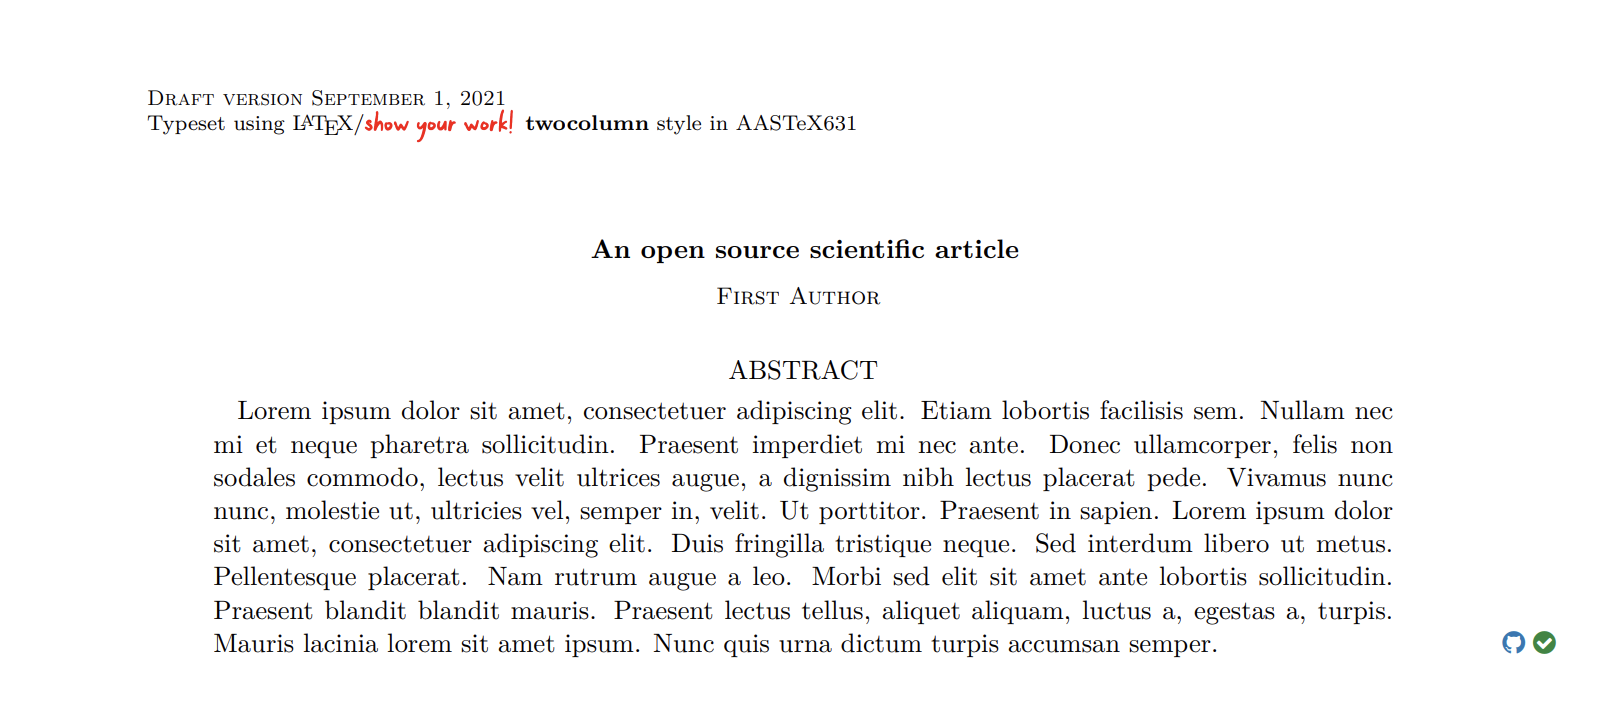 Draft version September 1, 2021
Typeset using LATEX/show your work! twocolumn style in AASTeX631
An open source scientific article
First Author
ABSTRACT
Lorem ipsum dolor sit amet, consectetuer adipiscing elit. Etiam lobortis facilisis sem. Nullam nec
mi et neque pharetra sollicitudin. Praesent imperdiet mi nec ante. Donec ullamcorper, felis non
sodales commodo, lectus velit ultrices augue, a dignissim nibh lectus placerat pede. Vivamus nunc
nunc, molestie ut, ultricies vel, semper in, velit. Ut porttitor. Praesent in sapien. Lorem ipsum dolor
sit amet, consectetuer adipiscing elit. Duis fringilla tristique neque. Sed interdum libero ut metus.
Pellentesque placerat. Nam rutrum augue a leo. Morbi sed elit sit amet ante lobortis sollicitudin.
Praesent blandit blandit mauris. Praesent lectus tellus, aliquet aliquam, luctus a, egestas a, turpis.
Mauris lacinia lorem sit amet ipsum. Nunc quis urna dictum turpis accumsan semper.